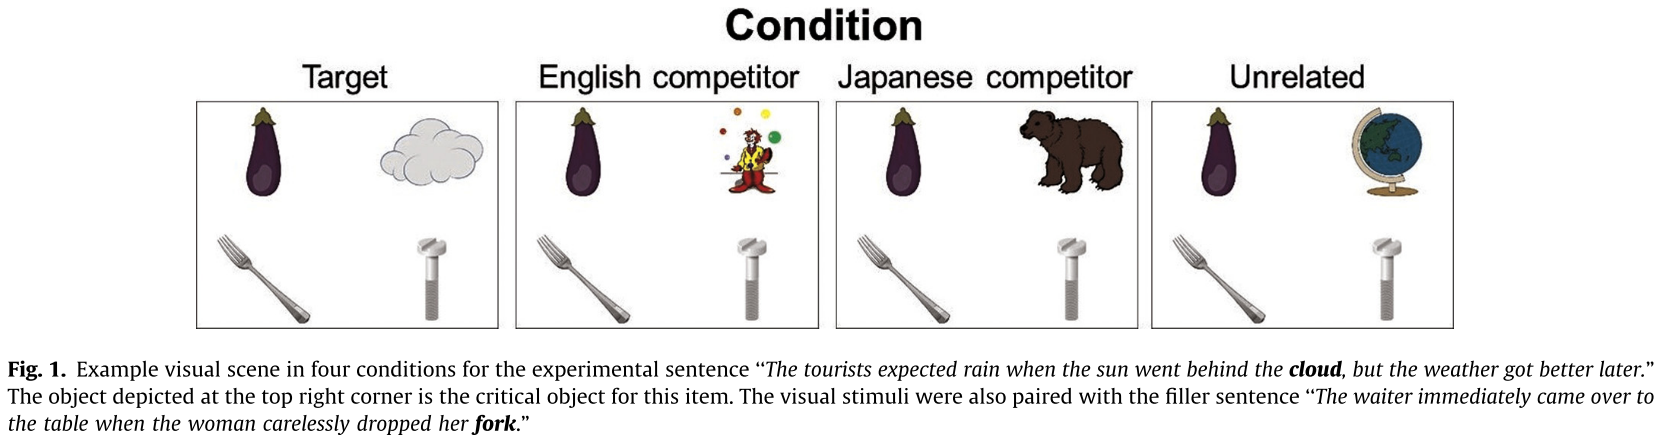 Condition
Target
English competitor
Japanese competitor
Unrelated
Fig. 1. Example visual scene in four conditions for the experimental sentence “The tourists expected rain when the sun went behind the cloud, but the weather got better later.”
The object depicted at the top right corner is the critical object for this item. The visual stimuli were also paired with the filler sentence “The waiter immediately came over to
the table when the woman carelessly dropped her fork.”